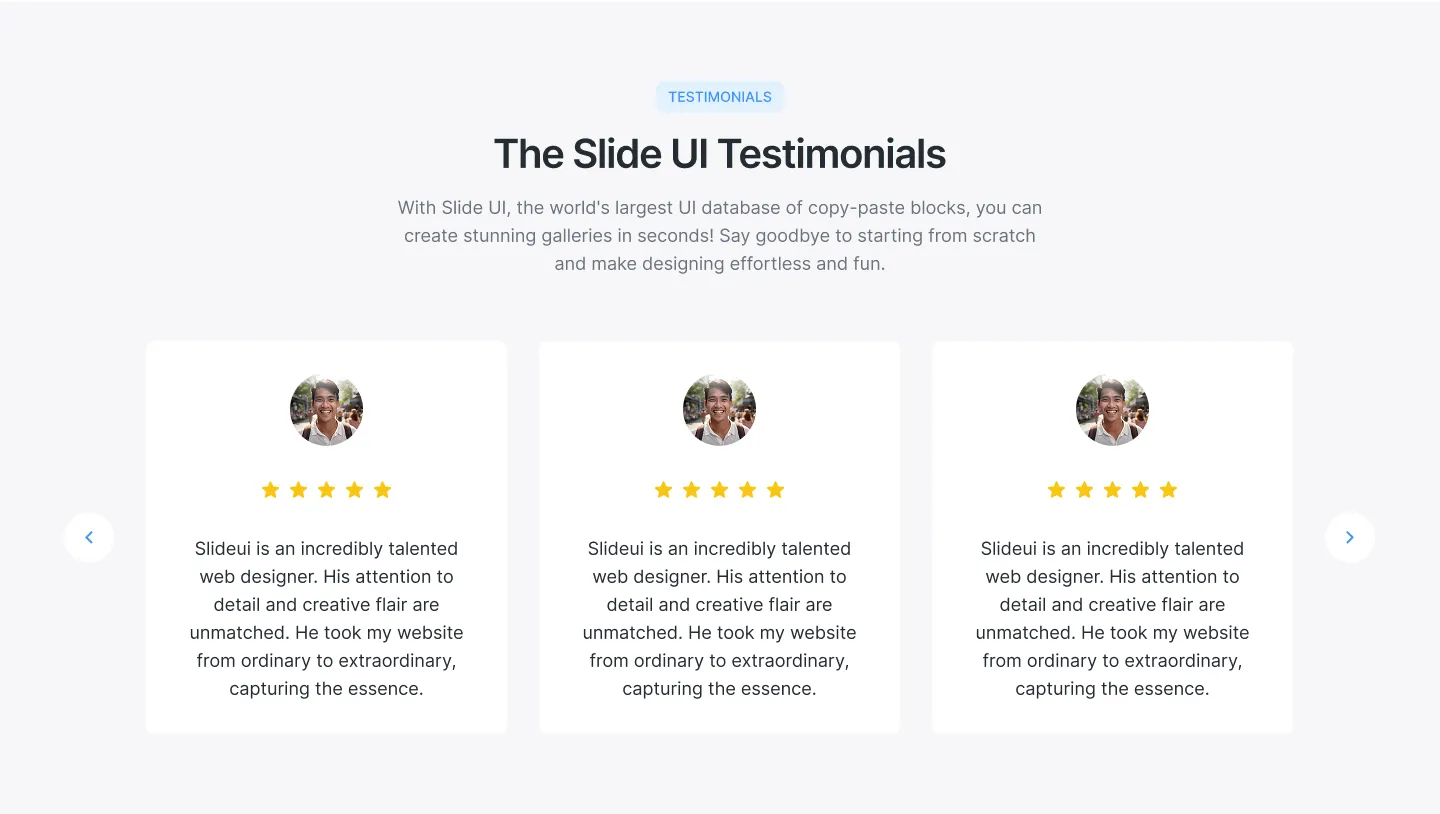 TESTIMONIALS
The Slide UI Testimonials
With Slide UI, the world's largest UI database of copy-paste blocks, you can
create stunning galleries in seconds! Say goodbye to starting from scratch
and make designing effortless and fun.
Slideui is an incredibly talented
web designer. His attention to
detail and creative flair are
unmatched. He took my website
from ordinary to extraordinary,
capturing the essence.
Slideui is an incredibly talented
web designer. His attention to
detail and creative flair are
unmatched. He took my website
from ordinary to extraordinary,
capturing the essence.
Slideui is an incredibly talented
web designer. His attention to
detail and creative flair are
unmatched. He took my website
from ordinary to extraordinary,
capturing the essence.